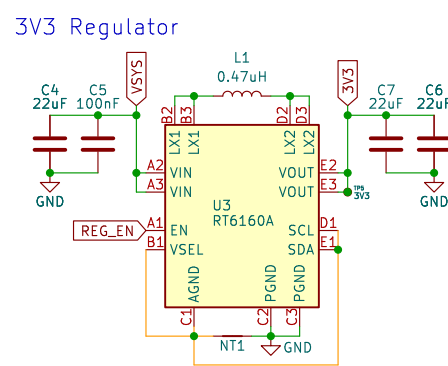 3V3 Regulator
L1
0.47uH
VSYS
3V3
C4
22uF
C5
100nF
C7
22uF
C6
22uF
B2
B3
D2
D3
LX1
LX1
LX2
LX2
A2
VIN
VOUT
E2
A3
VIN
VOUT
E3
TP5
3V3
GND
GND
U3
RT6160A
REG_EN
A1
EN
SCL
D1
B1
VSEL
SDA
E1
AGND
PGND
PGND
C1
C2
C3
NT1
GND